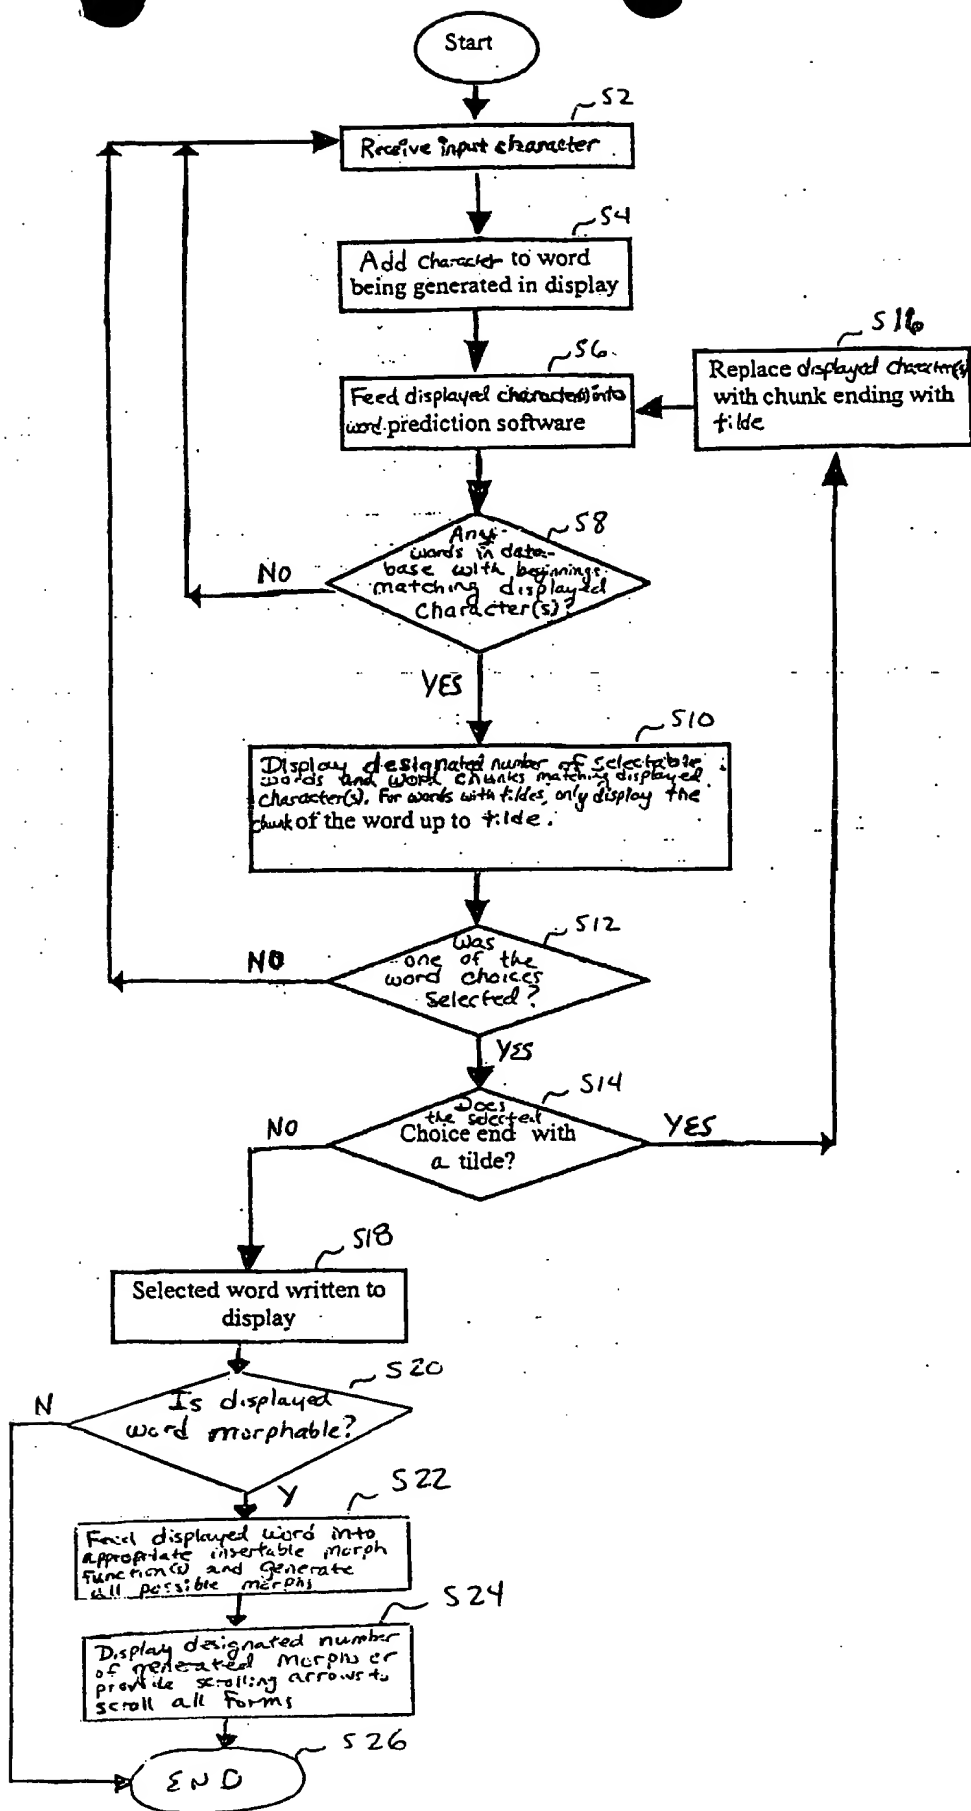 Start
S2
Receive input character
S4
Add character to word
being generated in display
S6
S16
Feed displayed character(s) into
word prediction software
Replace displayed character(s)
with chunk ending with
tilde
S8
Any
words in data-
base with beginnings
matching displayed
Character(s)?
NO
YES
S10
Display designated number of selectable
words and word chunks matching displayed
character(s). For words with tildes, only display the
chunk of the word up to tilde.
S12
Was
one of the
word choices
selected?
NO
YES
S14
Does
the selected
Choice end with
a tilde?
NO
YES
S18
Selected word written to
display
S20
Is displayed
word morphable?
N
Y
S22
Feed displayed word into
appropriate insertable morph
function(s) and generate
all possible morphs
S24
Display designated number
of generated morphs or
provide scrolling arrows to
scroll all forms
S26
END